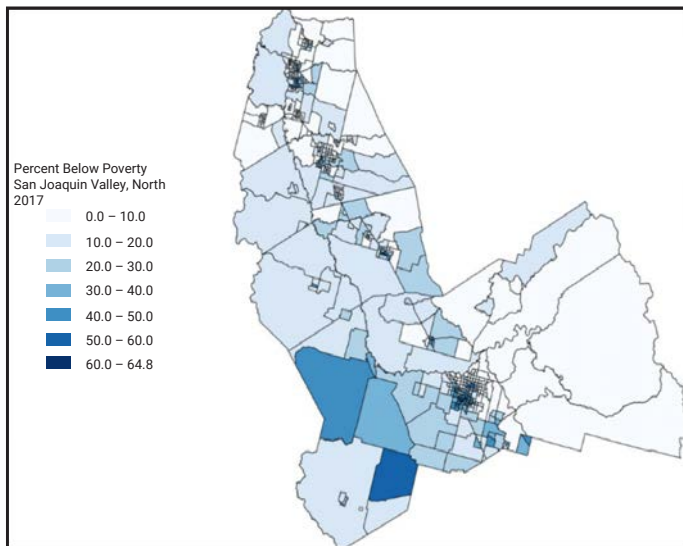 Percent Below Poverty
San Joaquin Valley, North
2017
0.0 – 10.0
10.0 – 20.0
20.0 – 30.0
30.0 – 40.0
40.0 – 50.0
50.0 – 60.0
60.0 – 64.8